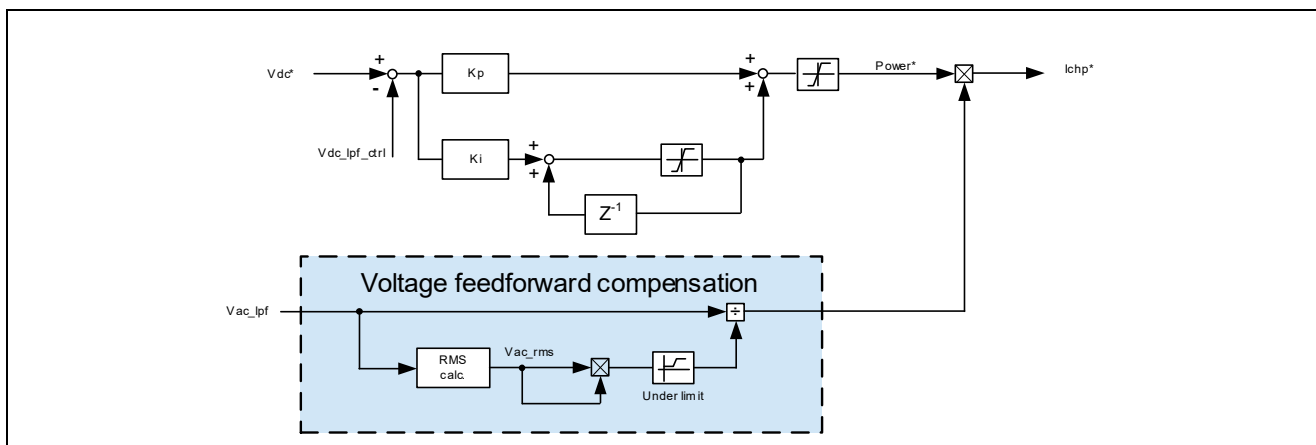 Vdc*
+
-
Vdc_lpf_ctrl
Kp
Ki
+
+
Z-1
+
+
Power*
Ichp*
Voltage feedforward compensation
Vac_lpf
÷
RMS
calc.
Vac_rms
Under limit